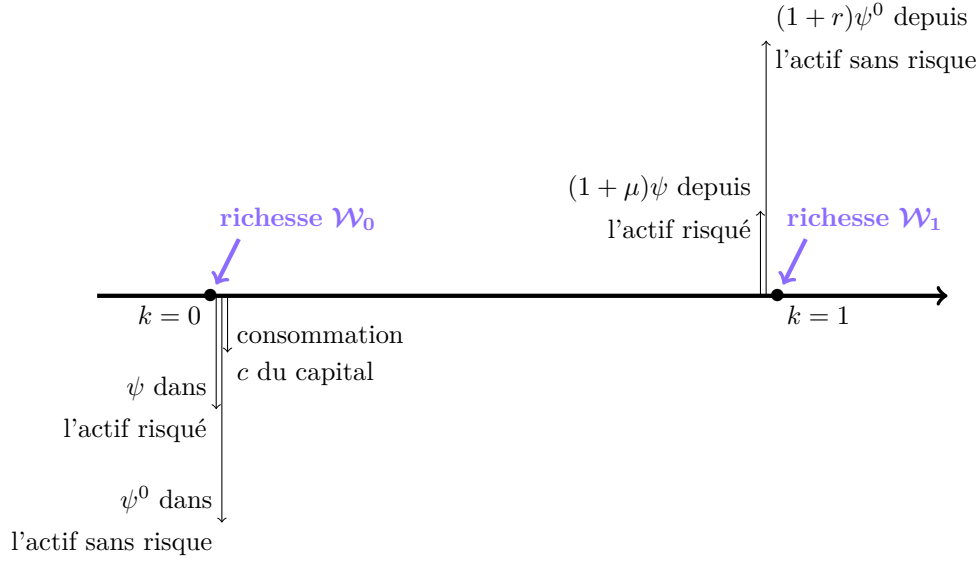 (1 + r)ψ⁰ depuis
l'actif sans risque
(1 + μ)ψ depuis
l'actif risqué
richesse 𝒲₀
richesse 𝒲₁
k = 0
k = 1
consommation
c du capital
ψ dans
l'actif risqué
ψ⁰ dans
l'actif sans risque